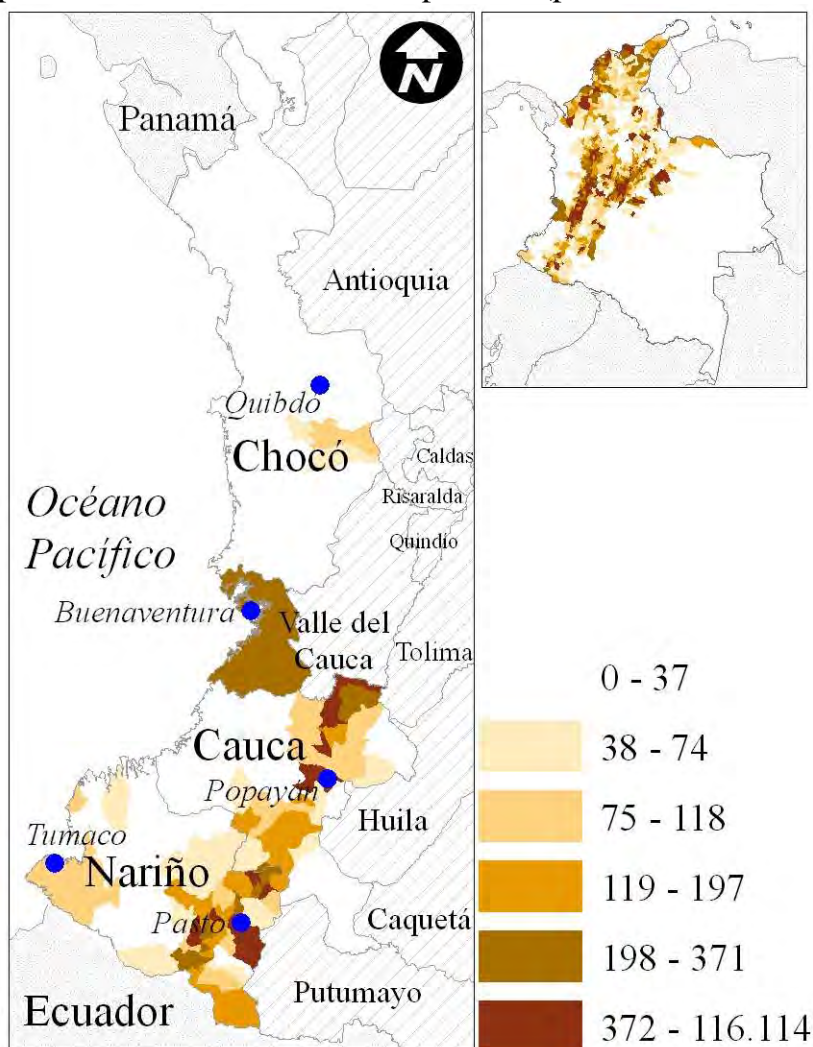 N
Panamá
Antioquia
Quibdo
Chocó
Caldas
Risaralda
Quindío
Océano
Pacífico
Buenaventura
Valle del
Cauca
Tolima
Cauca
Popayán
Huila
Tumaco
Nariño
Pasto
Caquetá
Putumayo
Ecuador
0 - 37
38 - 74
75 - 118
119 - 197
198 - 371
372 - 116.114